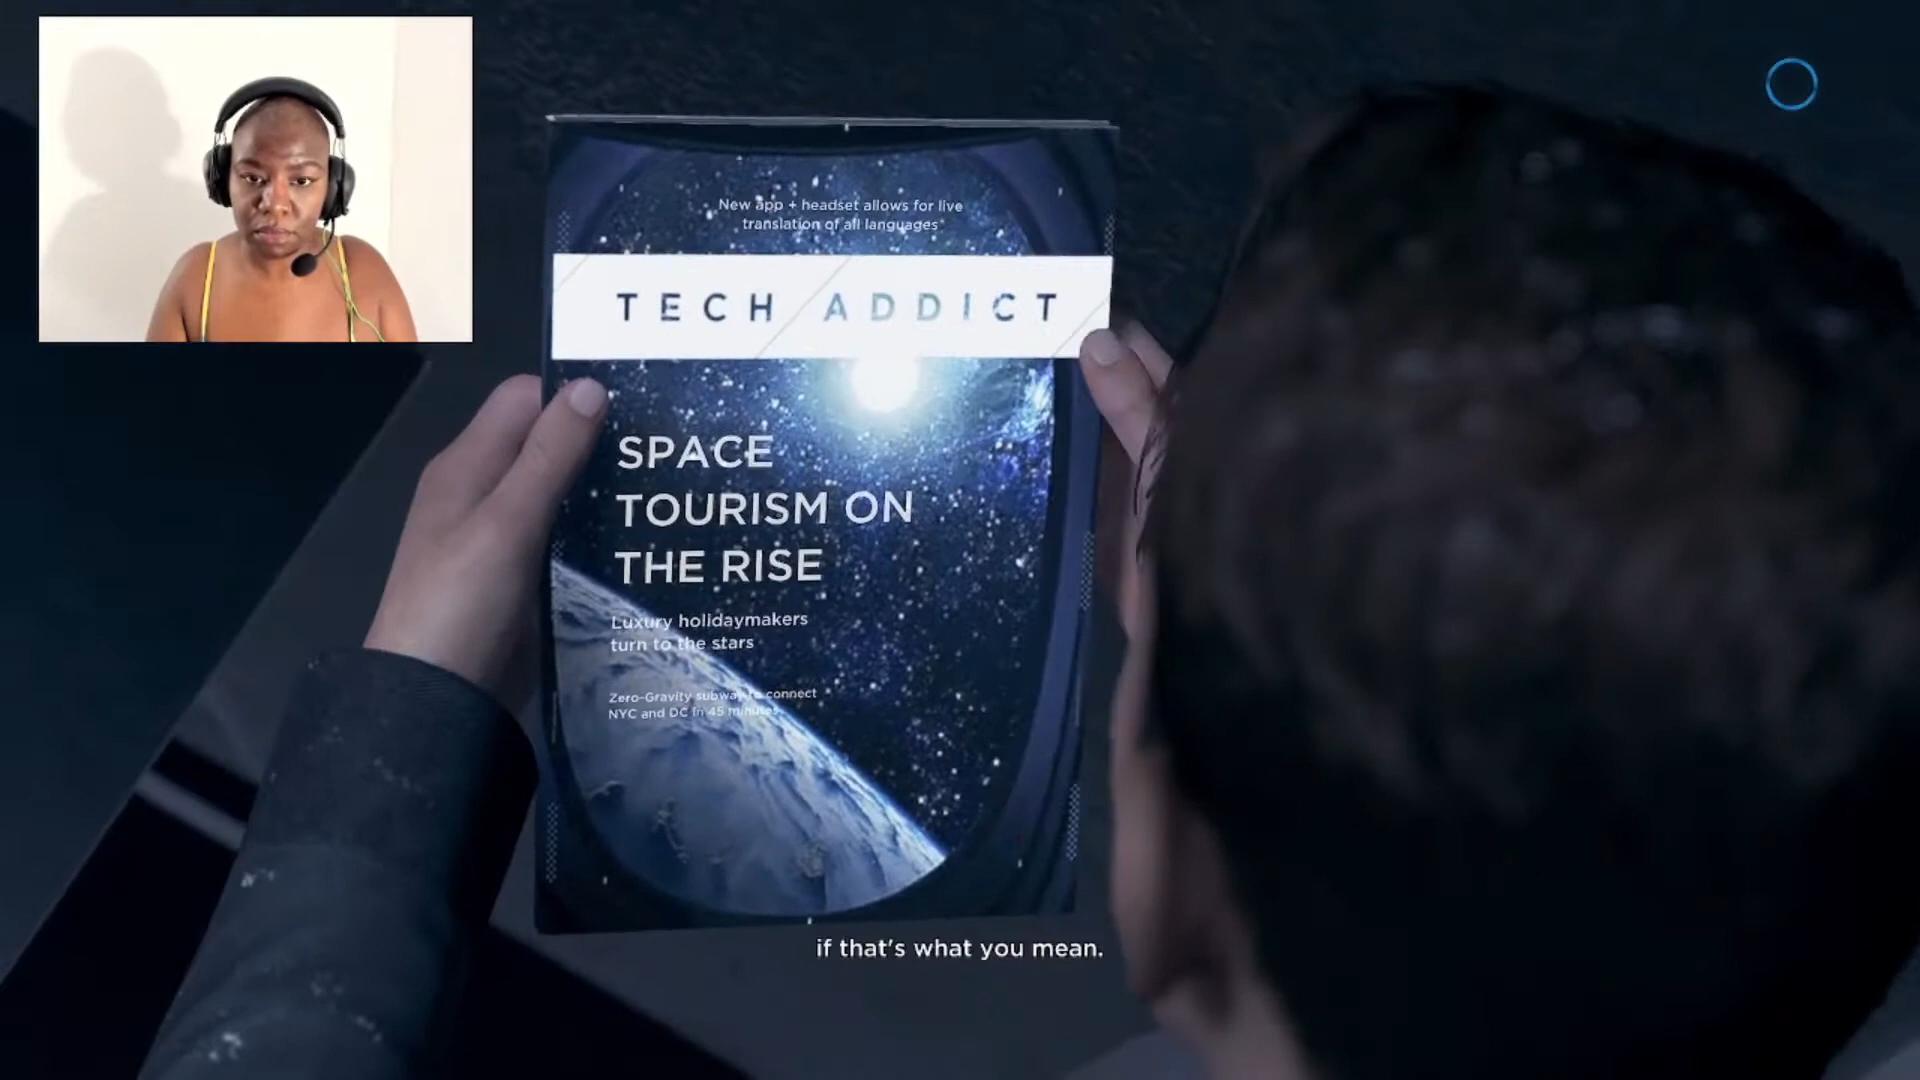 New app + headset allows for live
translation of all languages*
TECH ADDICT
SPACE
TOURISM ON
THE RISE
Luxury holidaymakers
turn to the stars
Zero-Gravity subway to connect
NYC and DC in 45 minutes
if that's what you mean.